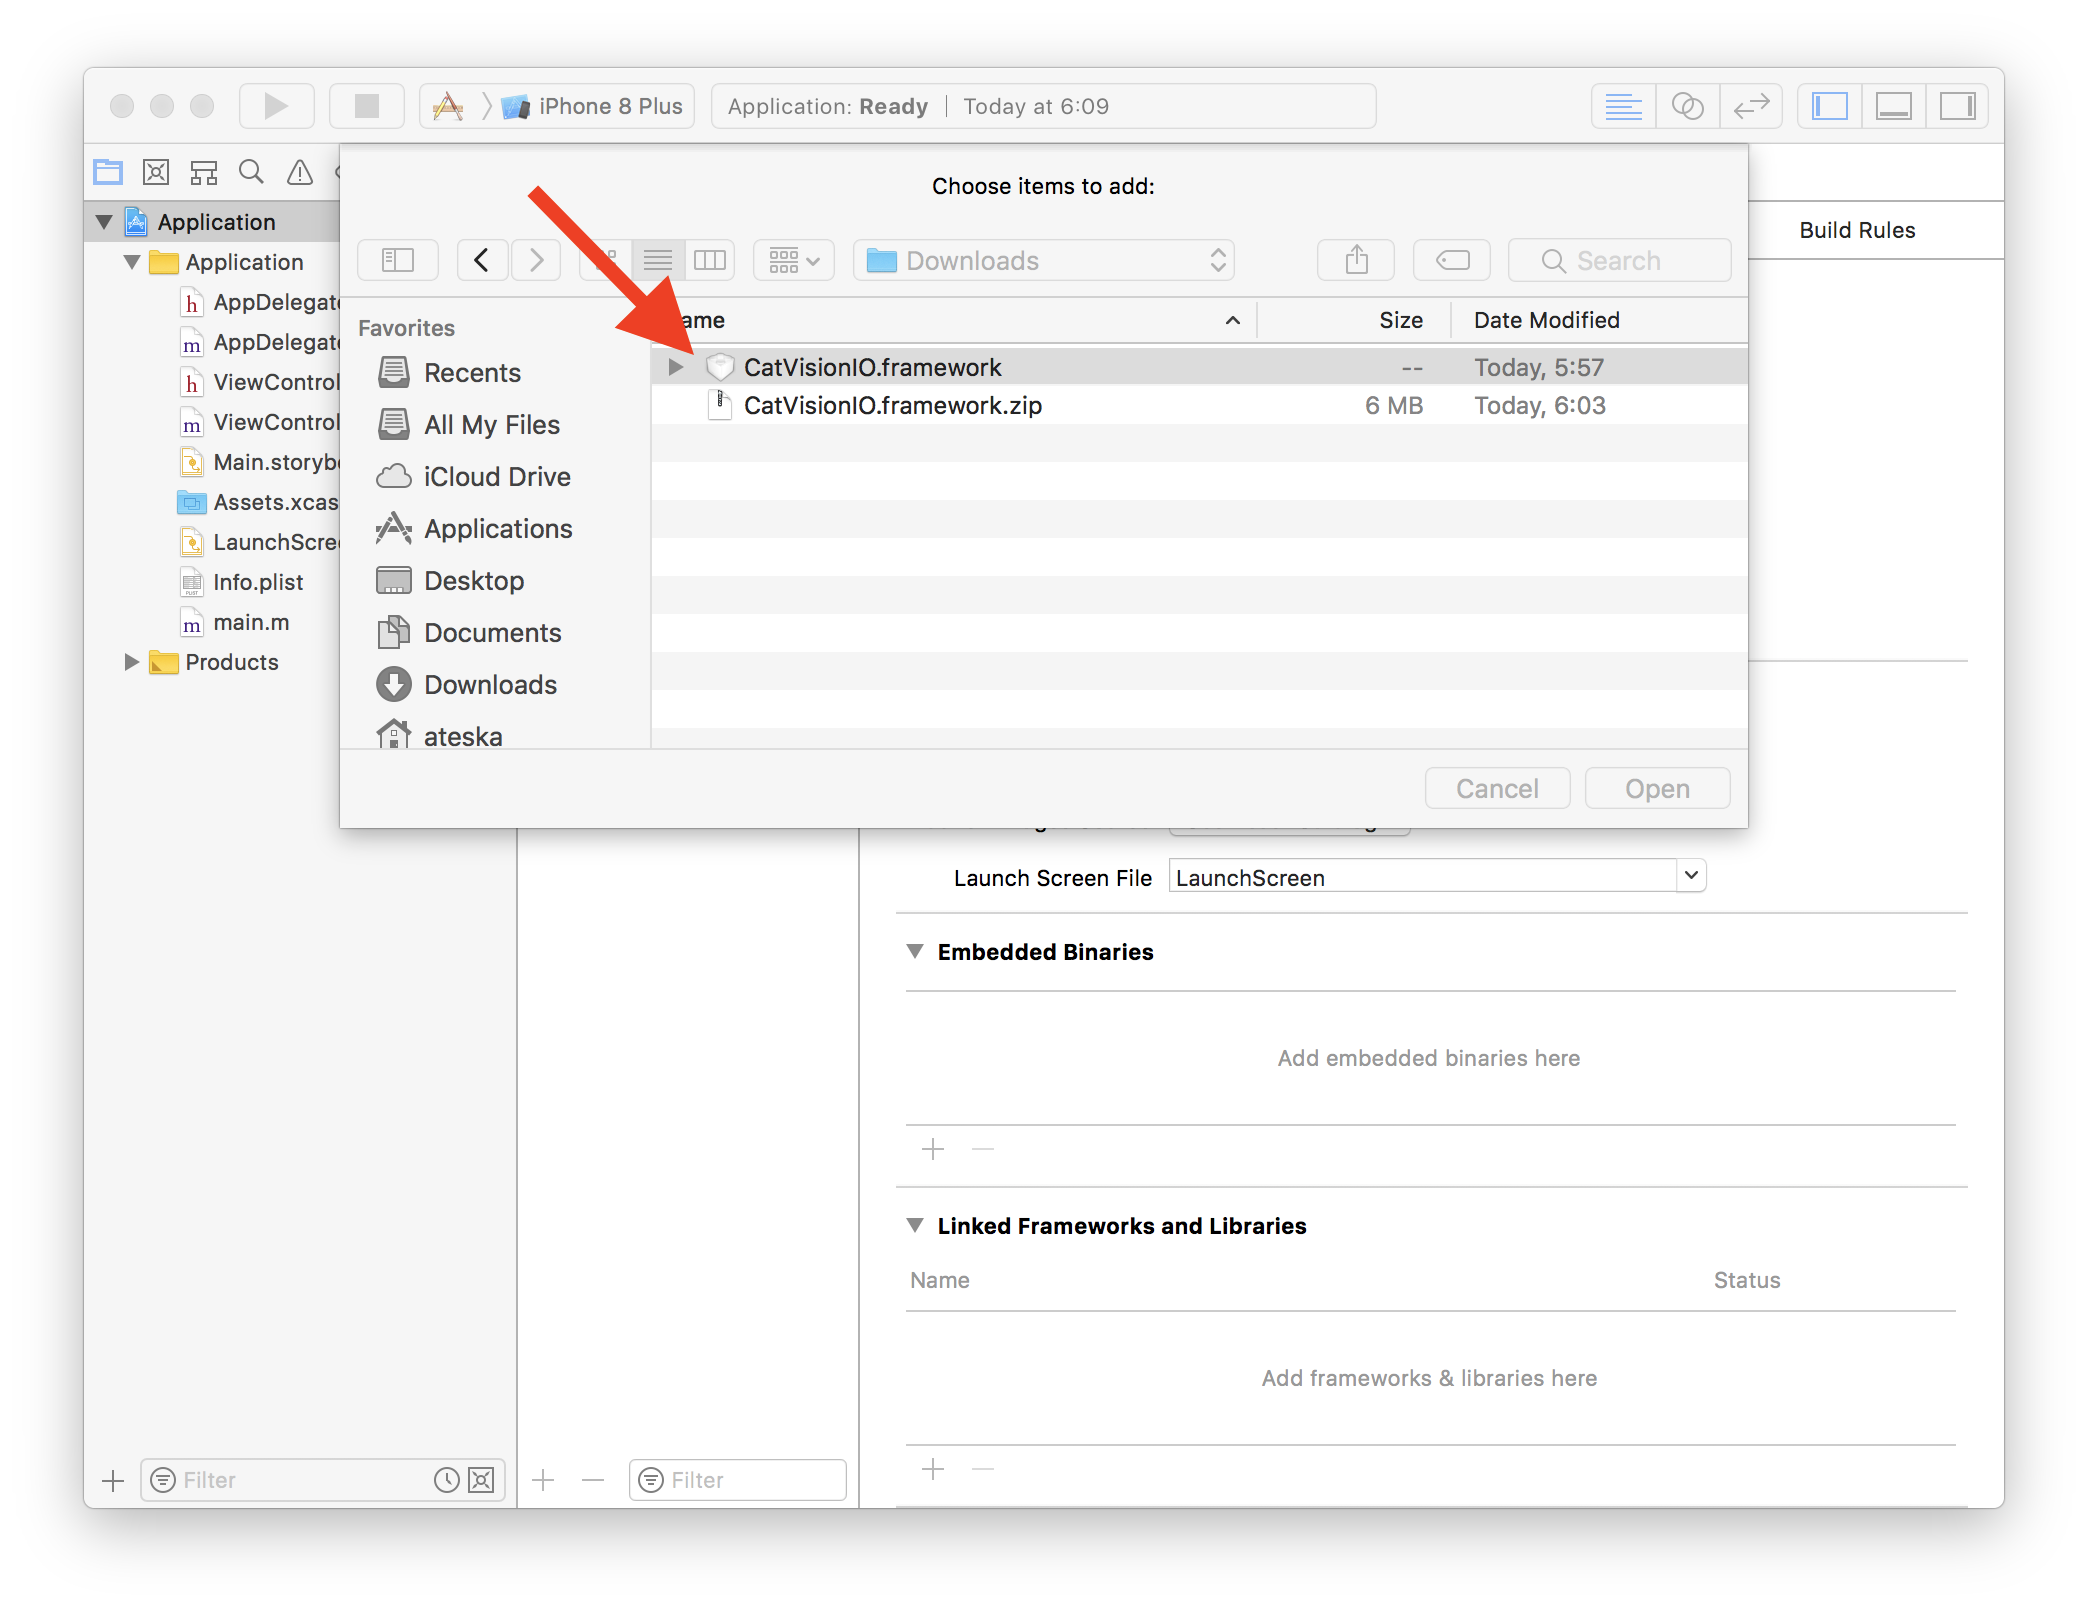 iPhone 8 Plus
Application: Ready | Today at 6:09
Choose items to add:
Build Rules
Downloads
Search
Application
Application
AppDelegate
AppDelegate
ViewControl
ViewControl
Main.storyb
Assets.xcas
LaunchScre
Info.plist
main.m
Products
Favorites
Recents
All My Files
iCloud Drive
Applications
Desktop
Documents
Downloads
ateska
ame Size Date Modified
CatVisionIO.framework -- Today, 5:57
CatVisionIO.framework.zip 6 MB Today, 6:03
Cancel Open
Launch Screen File LaunchScreen
Embedded Binaries
Add embedded binaries here
Linked Frameworks and Libraries
Name Status
Add frameworks & libraries here
Filter
Filter